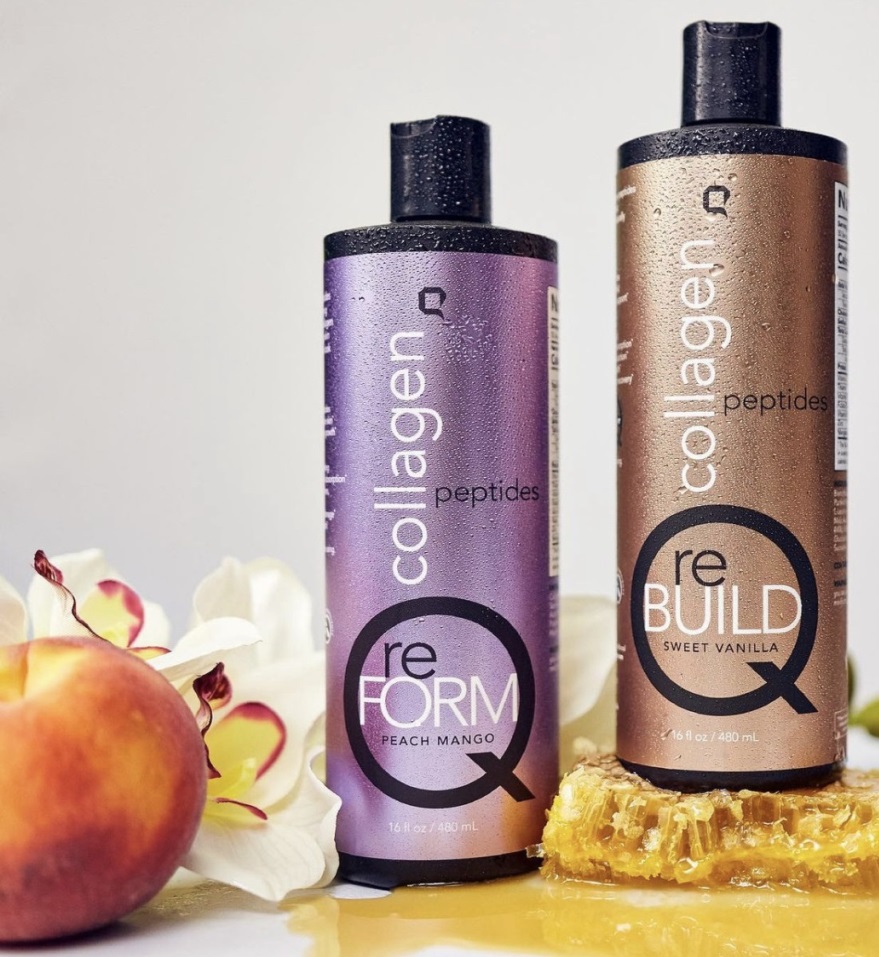 collagen
peptides
re
FORM
PEACH MANGO
16 fl oz / 480 mL
collagen
peptides
re
BUILD
SWEET VANILLA
16 fl oz / 480 mL